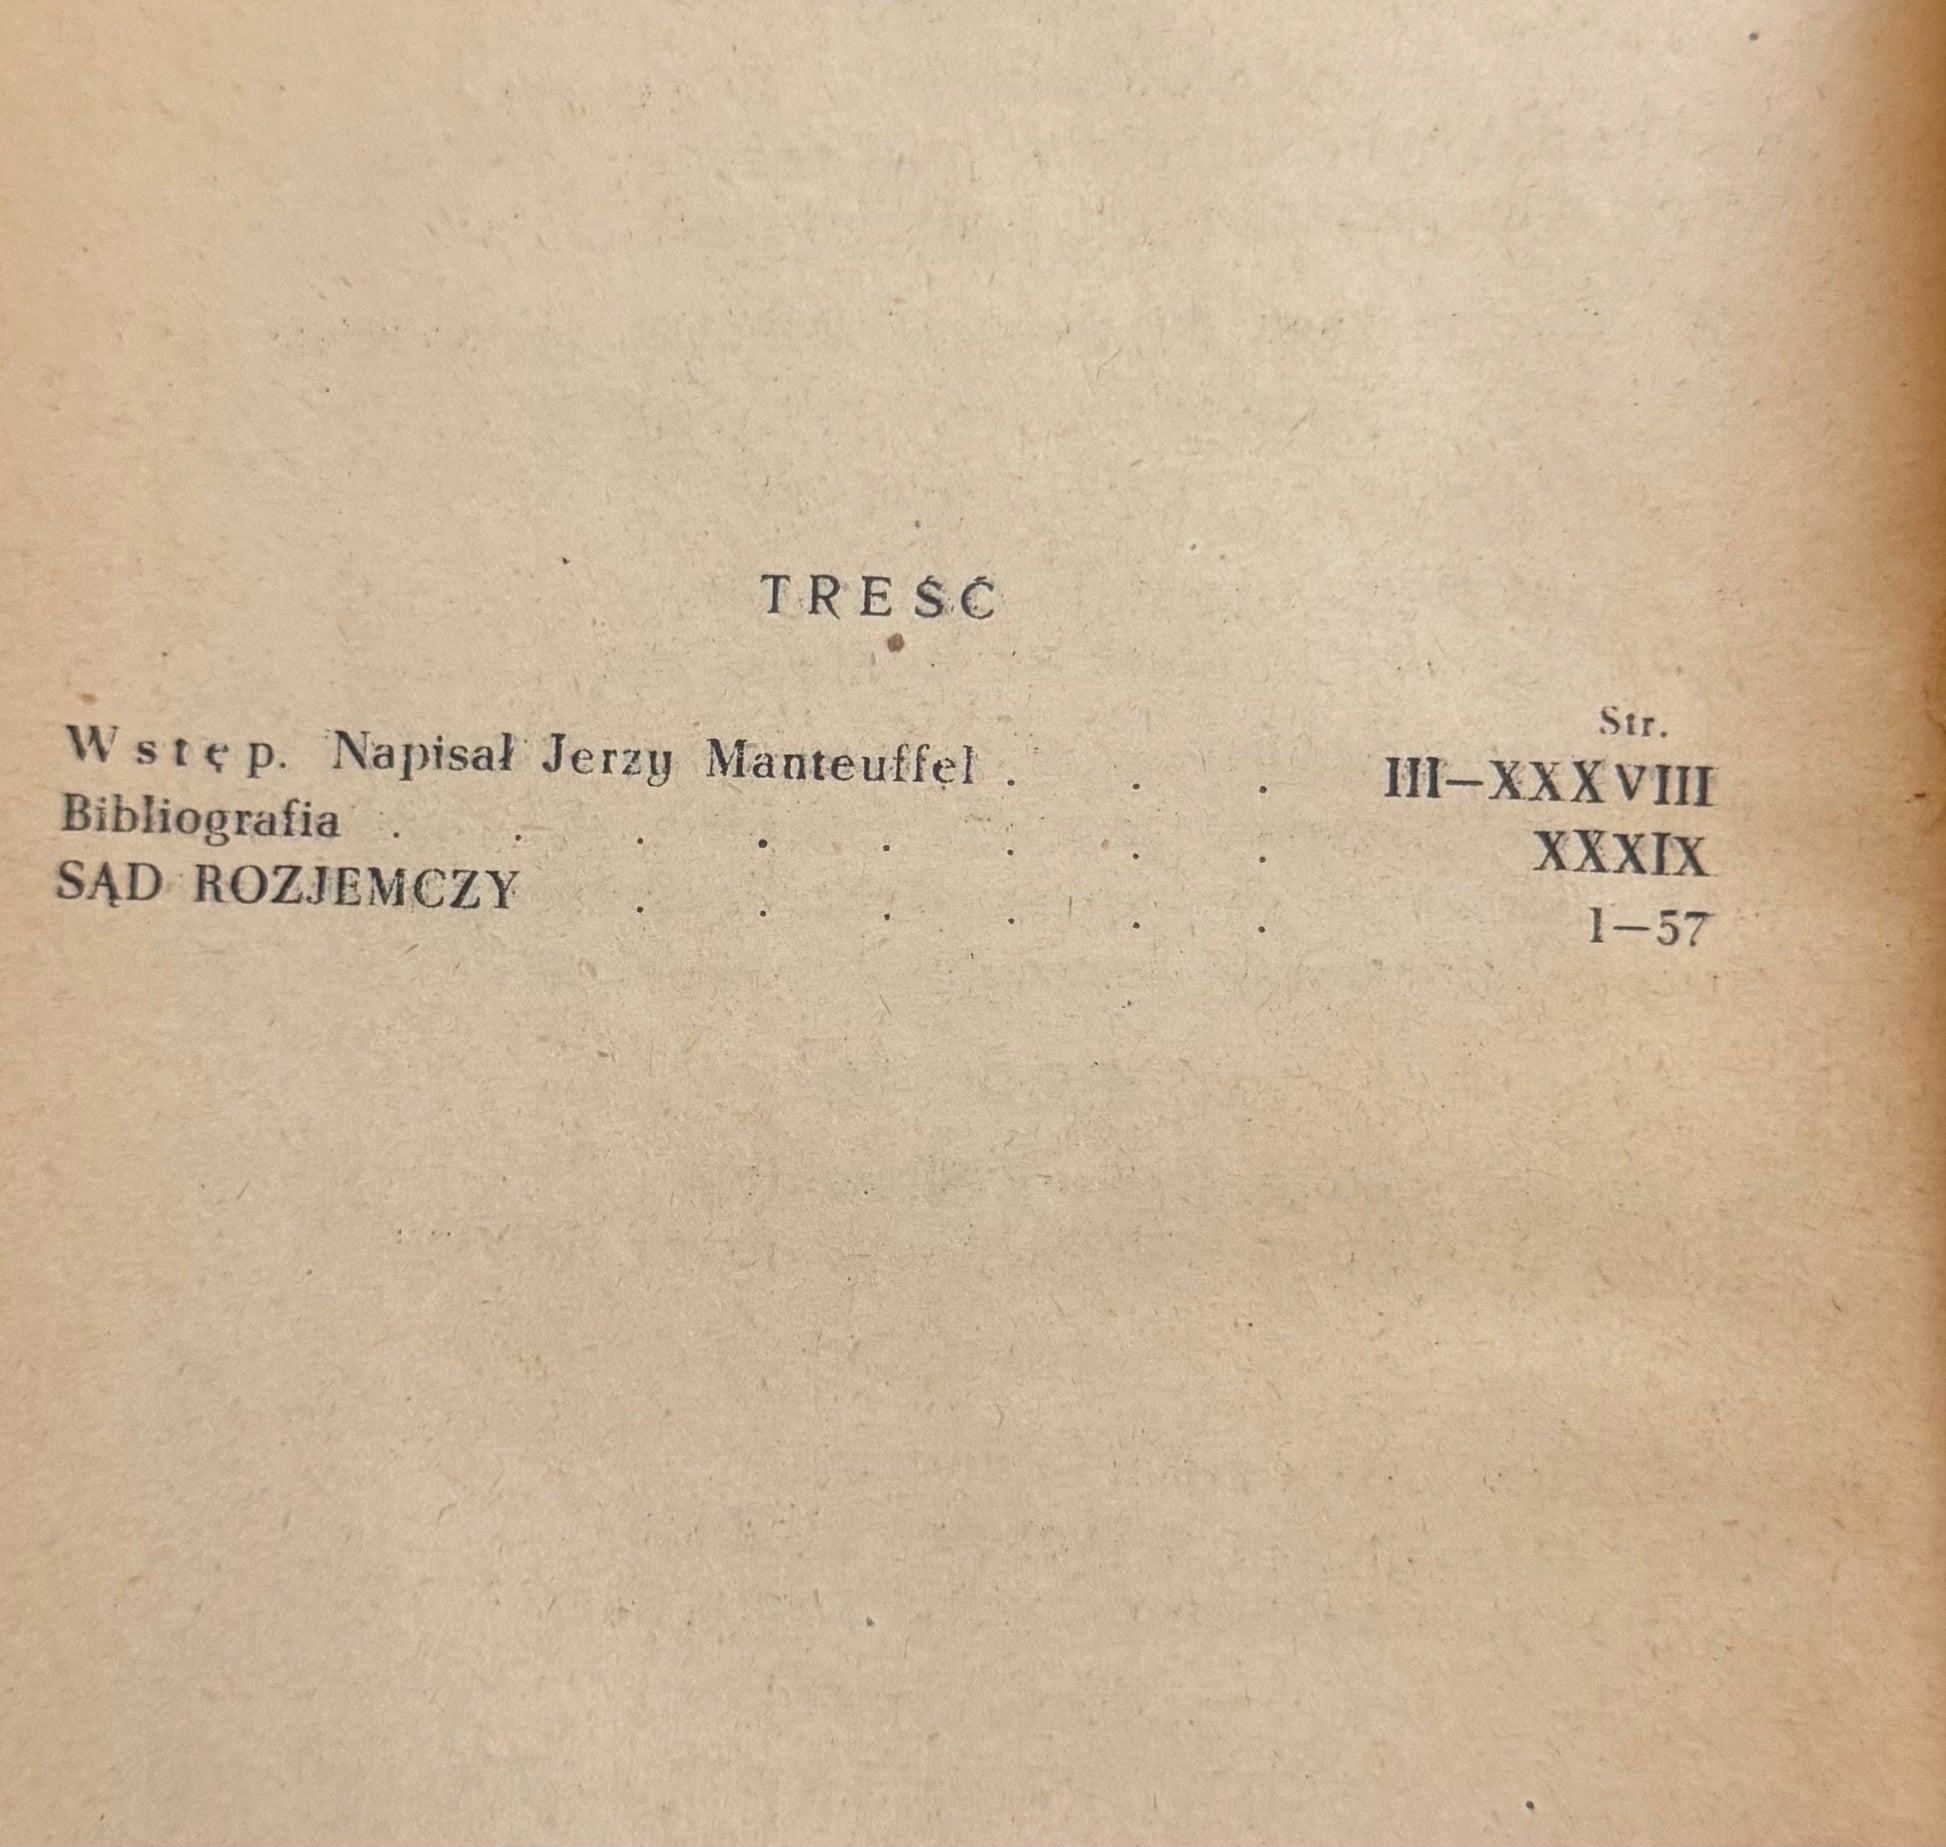 TREŚĆ
Str.
Wstęp. Napisał Jerzy Manteuffel . . . III—XXXVIII
Bibliografia . . . . . . . . XXXIX
SĄD ROZJEMCZY . . . . . . 1—57